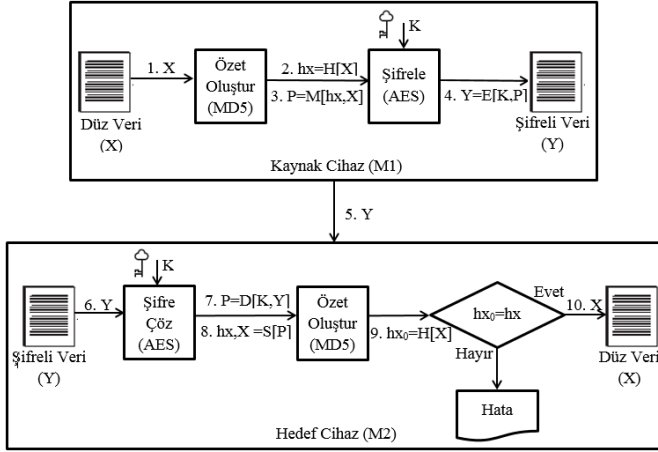 K
1. X
Özet
Oluştur
(MD5)
2. hx=H[X]
3. P=M[hx,X]
Şifrele
(AES)
4. Y=E[K,P]
Düz Veri
(X)
Şifreli Veri
(Y)
Kaynak Cihaz (M1)
5. Y
K
6. Y
Şifre
Çöz
(AES)
7. P=D[K,Y]
8. hx,X =S[P]
Özet
Oluştur
(MD5)
9. hx₀=H[X]
hx₀=hx
Evet
10. X
Hayır
Şifreli Veri
(Y)
Düz Veri
(X)
Hata
Hedef Cihaz (M2)